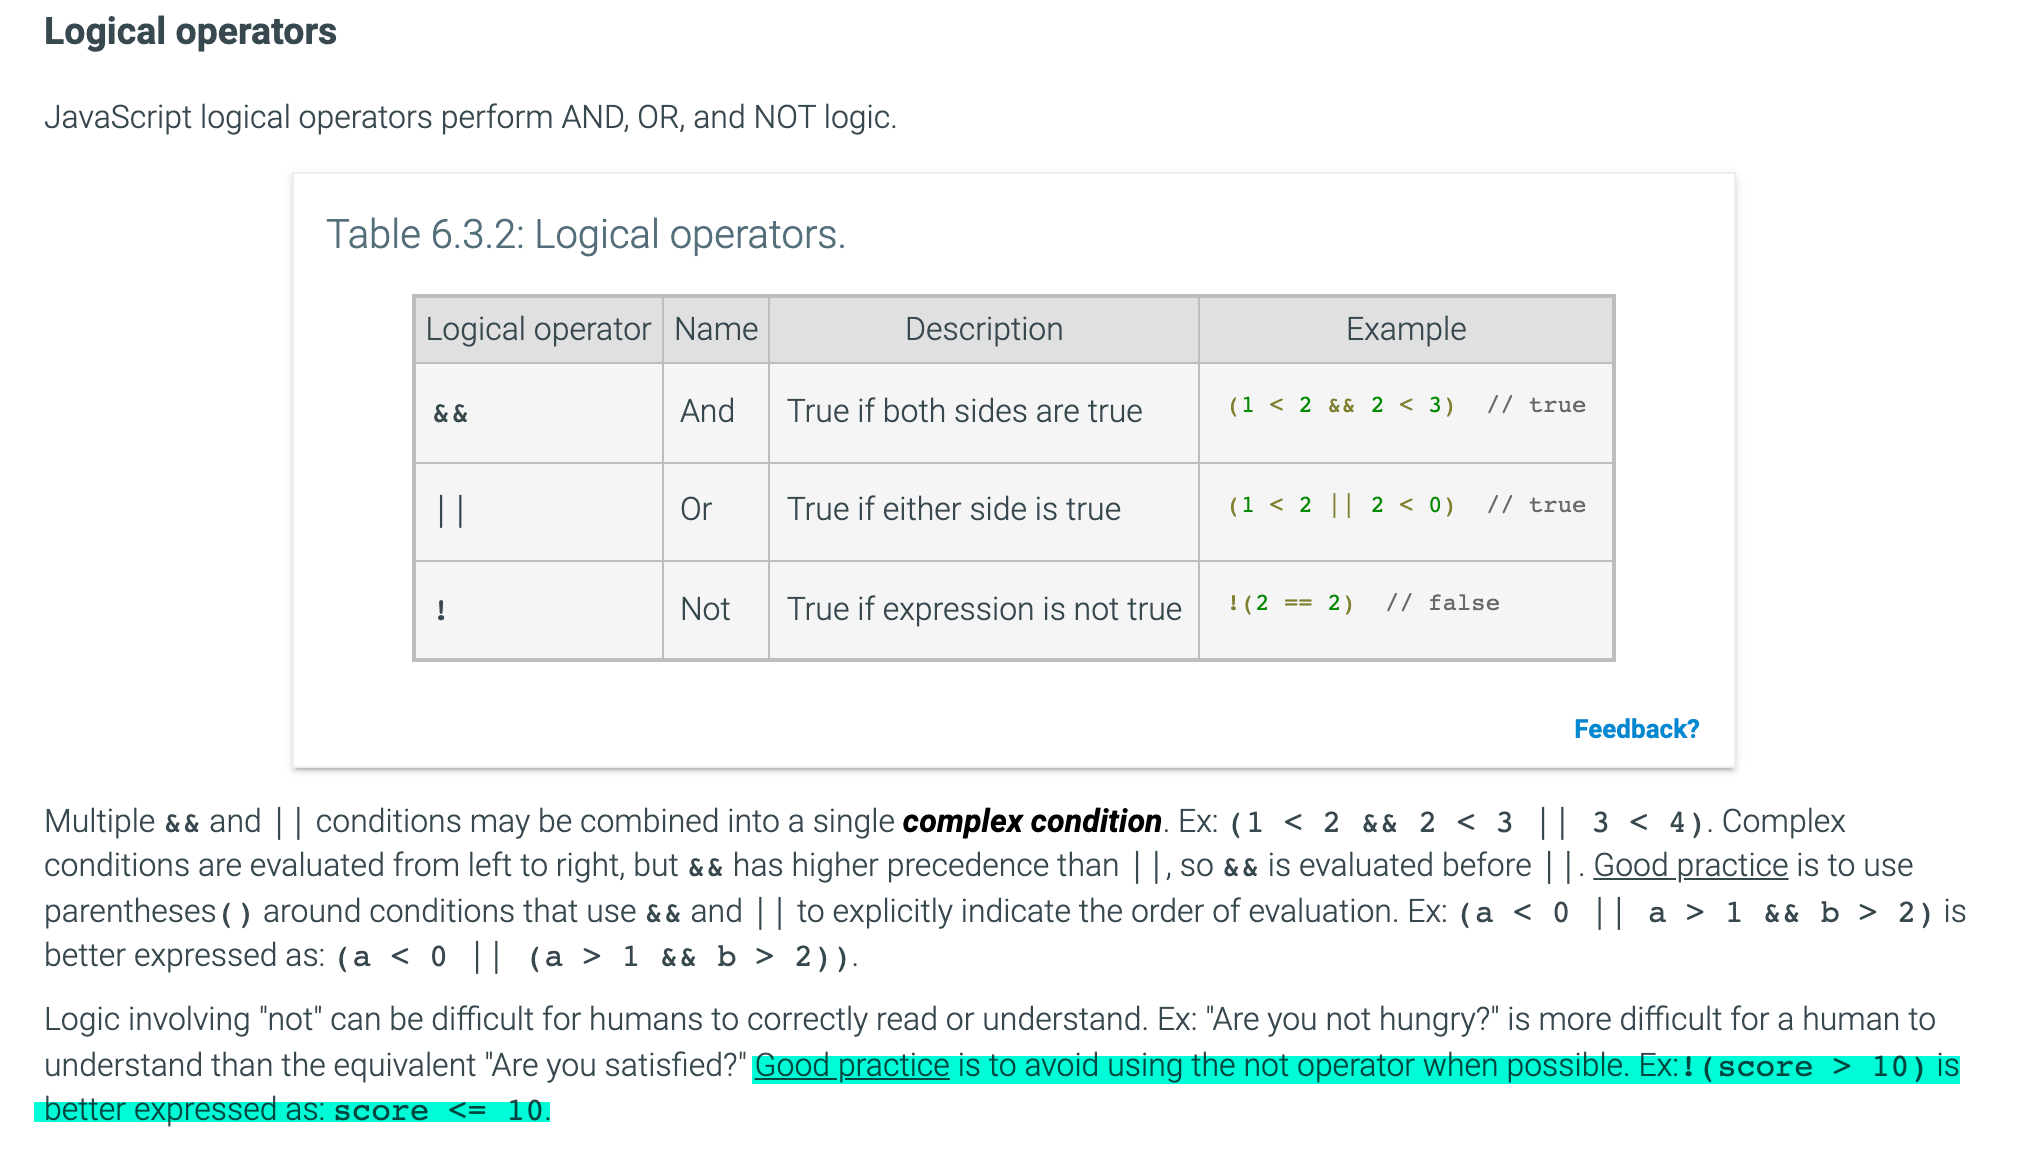 Logical operators
JavaScript logical operators perform AND, OR, and NOT logic.
Table 6.3.2: Logical operators.
Logical operator Name Description Example
&& And True if both sides are true (1 < 2 && 2 < 3)  // true
|| Or True if either side is true (1 < 2 || 2 < 0)  // true
! Not True if expression is not true !(2 == 2)  // false
Feedback?
Multiple && and || conditions may be combined into a single complex condition. Ex: (1 < 2 && 2 < 3 || 3 < 4). Complex
conditions are evaluated from left to right, but && has higher precedence than ||, so && is evaluated before ||. Good practice is to use
parentheses() around conditions that use && and || to explicitly indicate the order of evaluation. Ex: (a < 0 || a > 1 && b > 2) is
better expressed as: (a < 0 || (a > 1 && b > 2)).
Logic involving "not" can be difficult for humans to correctly read or understand. Ex: "Are you not hungry?" is more difficult for a human to
understand than the equivalent "Are you satisfied?" Good practice is to avoid using the not operator when possible. Ex: !(score > 10) is
better expressed as: score <= 10.